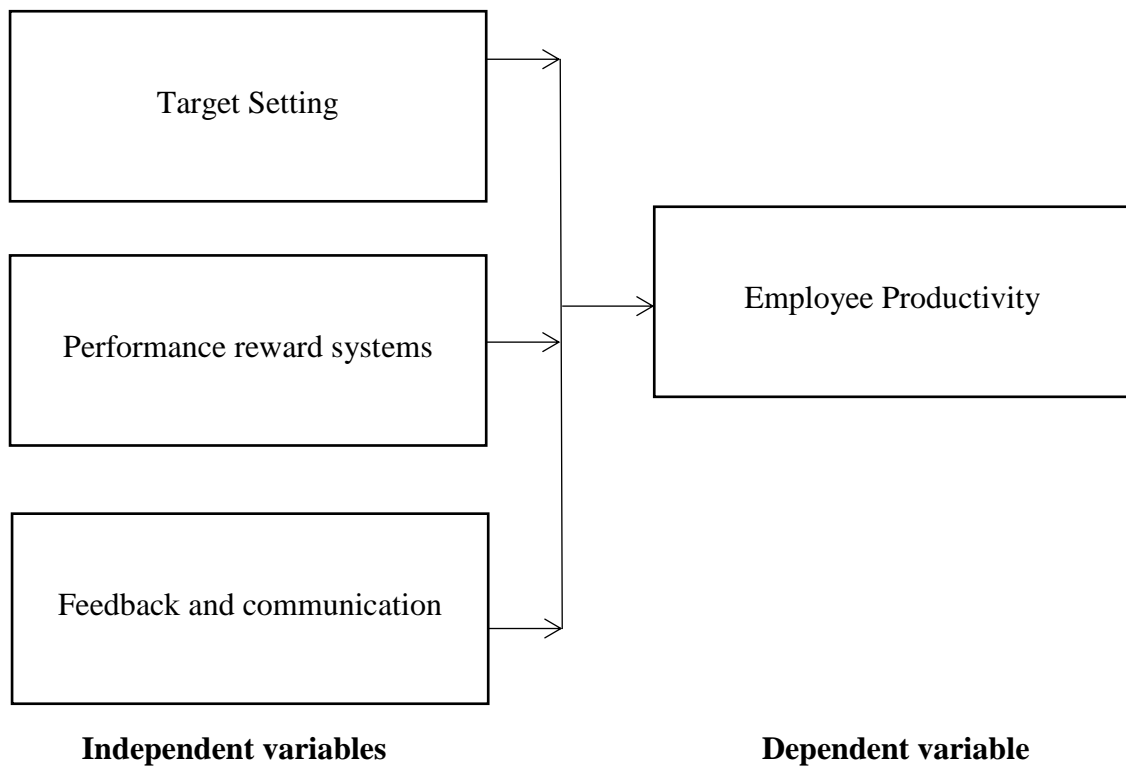 Target Setting
Performance reward systems
Feedback and communication
Employee Productivity
Independent variables
Dependent variable